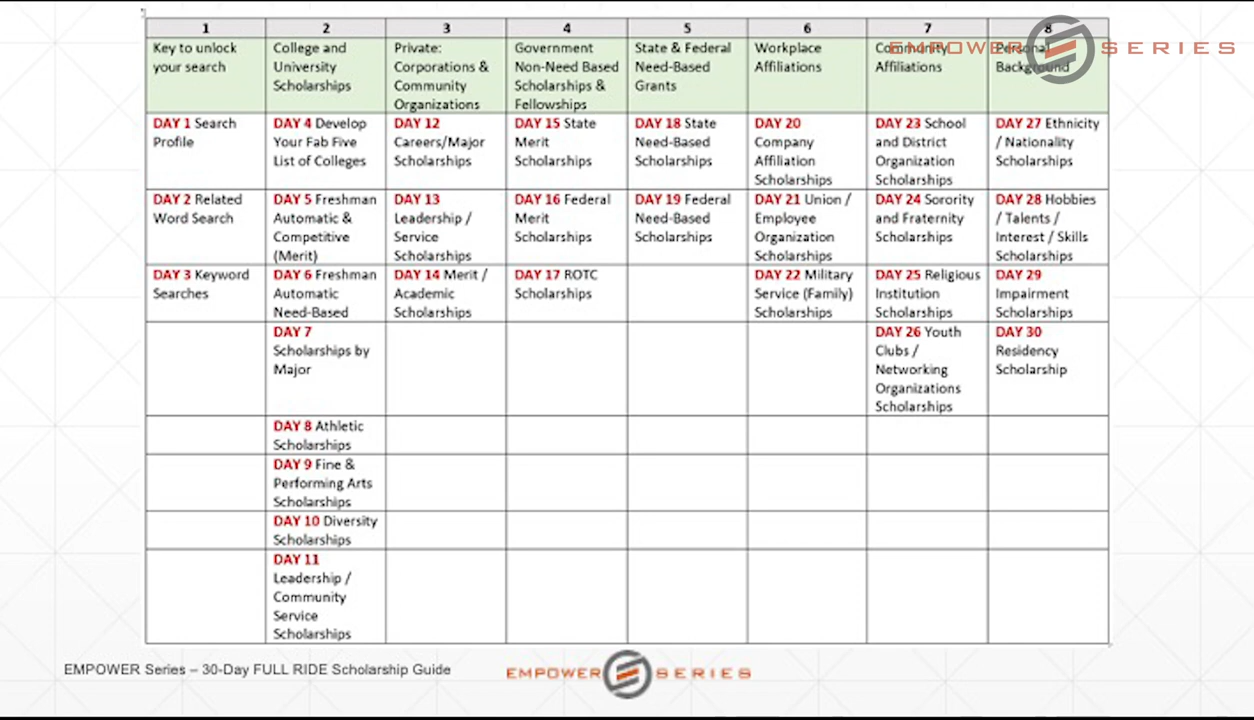 1 2 3 4 5 6 7 8
Key to unlock
your search
College and
University
Scholarships
Private:
Corporations &
Community
Organizations
Government
Non-Need Based
Scholarships &
Fellowships
State & Federal
Need-Based
Grants
Workplace
Affiliations
Community
Affiliations
Personal
Background
EMPOWER SERIES
DAY 1 Search
Profile
DAY 4 Develop
Your Fab Five
List of Colleges
DAY 12
Careers/Major
Scholarships
DAY 15 State
Merit
Scholarships
DAY 18 State
Need-Based
Scholarships
DAY 20
Company
Affiliation
Scholarships
DAY 23 School
and District
Organization
Scholarships
DAY 27 Ethnicity
/ Nationality
Scholarships
DAY 2 Related
Word Search
DAY 5 Freshman
Automatic &
Competitive
(Merit)
DAY 13
Leadership /
Service
Scholarships
DAY 16 Federal
Merit
Scholarships
DAY 19 Federal
Need-Based
Scholarships
DAY 21 Union /
Employee
Organization
Scholarships
DAY 24 Sorority
and Fraternity
Scholarships
DAY 28 Hobbies
/ Talents /
Interest / Skills
Scholarships
DAY 3 Keyword
Searches
DAY 6 Freshman
Automatic
Need-Based
DAY 14 Merit /
Academic
Scholarships
DAY 17 ROTC
Scholarships
DAY 22 Military
Service (Family)
Scholarships
DAY 25 Religious
Institution
Scholarships
DAY 29
Impairment
Scholarships
DAY 7
Scholarships by
Major
DAY 26 Youth
Clubs /
Networking
Organizations
Scholarships
DAY 30
Residency
Scholarship
DAY 8 Athletic
Scholarships
DAY 9 Fine &
Performing Arts
Scholarships
DAY 10 Diversity
Scholarships
DAY 11
Leadership /
Community
Service
Scholarships
EMPOWER Series – 30-Day FULL RIDE Scholarship Guide
EMPOWER SERIES